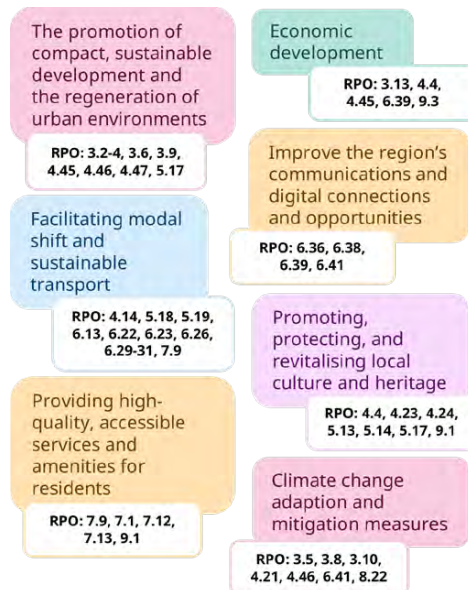 The promotion of
compact, sustainable
development and
the regeneration of
urban environments
RPO: 3.2-4, 3.6, 3.9,
4.45, 4.46, 4.47, 5.17
Economic
development
RPO: 3.13, 4.4,
4.45, 6.39, 9.3
Improve the region's
communications and
digital connections
and opportunities
RPO: 6.36, 6.38,
6.39, 6.41
Facilitating modal
shift and
sustainable
transport
RPO: 4.14, 5.18, 5.19,
6.13, 6.22, 6.23, 6.26,
6.29-31, 7.9
Promoting,
protecting, and
revitalising local
culture and heritage
RPO: 4.4, 4.23, 4.24,
5.13, 5.14, 5.17, 9.1
Providing high-
quality, accessible
services and
amenities for
residents
RPO: 7.9, 7.1, 7.12,
7.13, 9.1
Climate change
adaption and
mitigation measures
RPO: 3.5, 3.8, 3.10,
4.21, 4.46, 6.41, 8.22